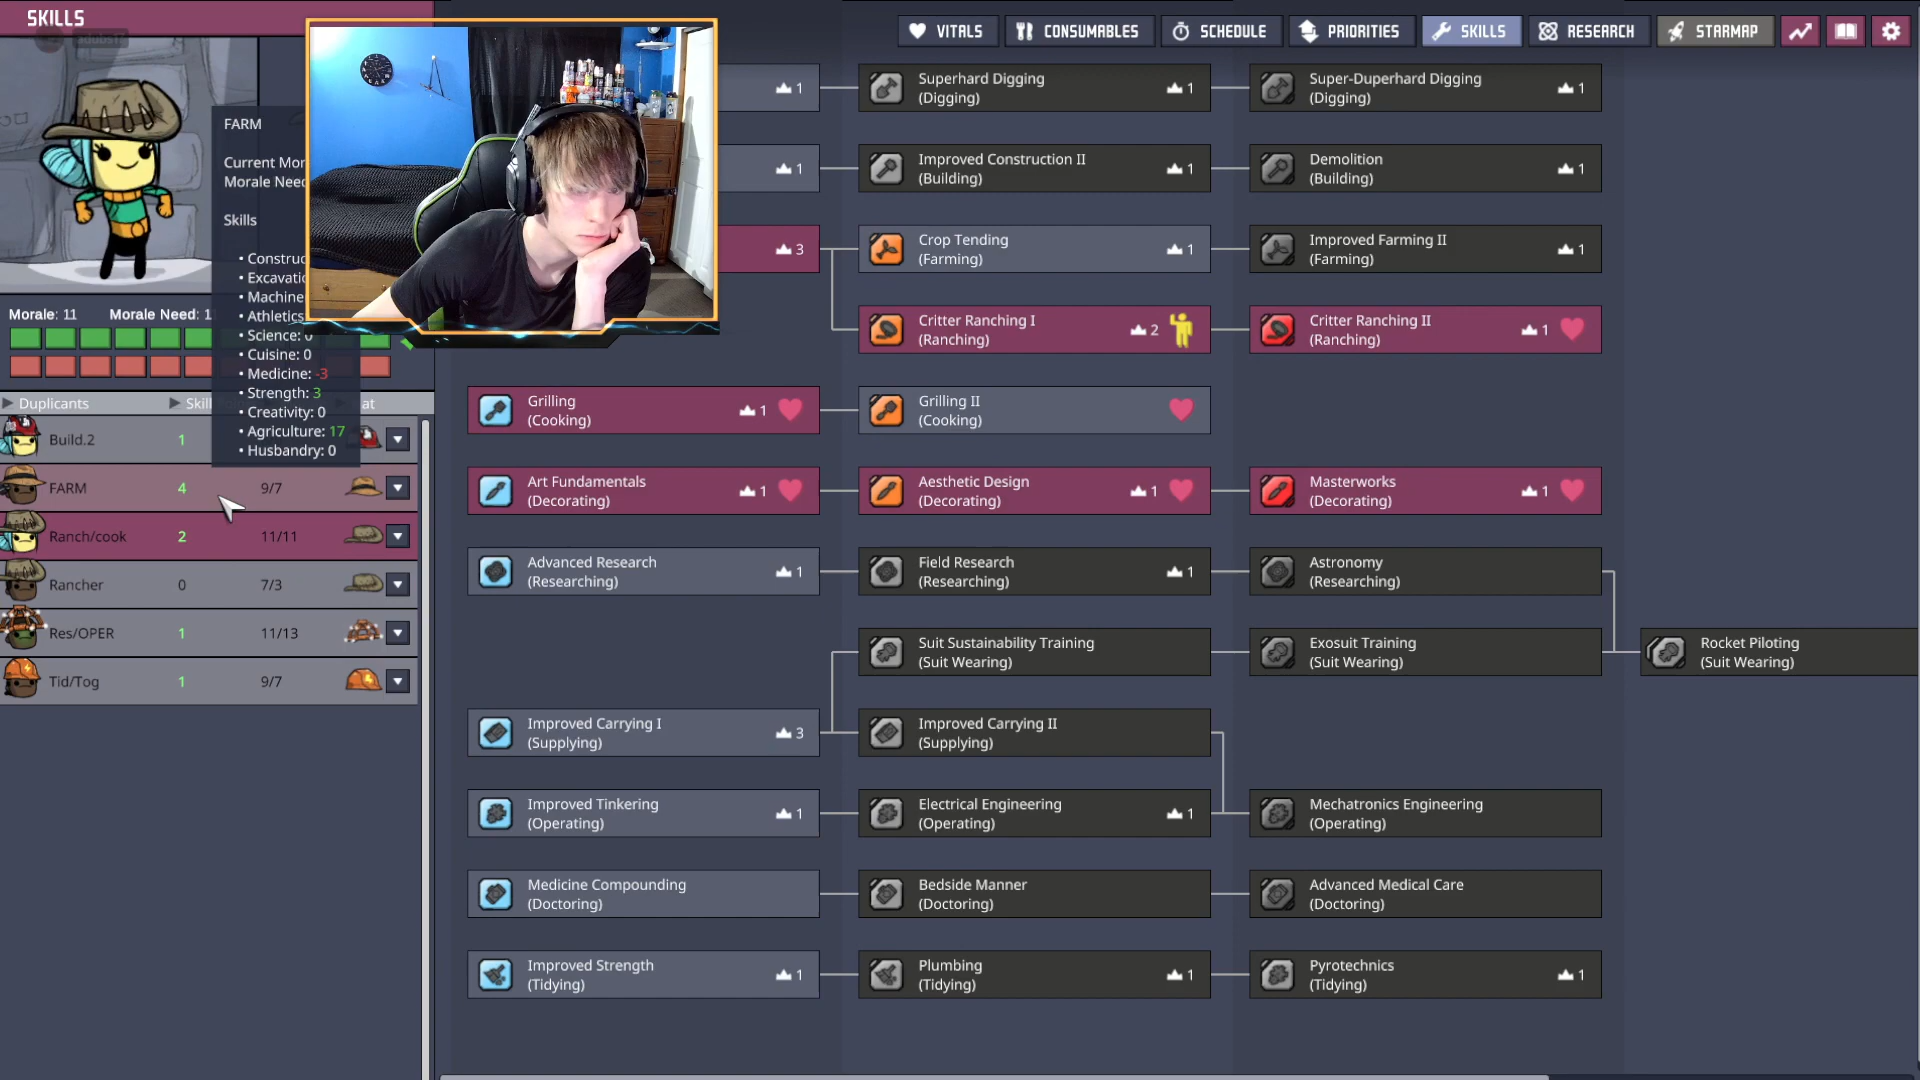 SKILLS
VITALS
CONSUMABLES
SCHEDULE
PRIORITIES
SKILLS
RESEARCH
STARMAP
FARM
Current Mor
Morale Need
Skills
• Construc
• Excavatio
• Machine
• Athletics
• Science: 0
• Cuisine: 0
• Medicine: -3
• Strength: 3
• Creativity: 0
• Agriculture: 17
• Husbandry: 0
Morale: 11
Morale Need: 1
Duplicants
Skill
at
Build.2 1
FARM 4 9/7
Ranch/cook 2 11/11
Rancher 0 7/3
Res/OPER 1 11/13
Tid/Tog 1 9/7
1
Superhard Digging
(Digging)
1
Super-Duperhard Digging
(Digging)
1
1
Improved Construction II
(Building)
1
Demolition
(Building)
1
3
Crop Tending
(Farming)
1
Improved Farming II
(Farming)
1
Critter Ranching I
(Ranching)
2
Critter Ranching II
(Ranching)
1
Grilling
(Cooking)
1
Grilling II
(Cooking)
Art Fundamentals
(Decorating)
1
Aesthetic Design
(Decorating)
1
Masterworks
(Decorating)
1
Advanced Research
(Researching)
1
Field Research
(Researching)
1
Astronomy
(Researching)
Suit Sustainability Training
(Suit Wearing)
Exosuit Training
(Suit Wearing)
Rocket Piloting
(Suit Wearing)
Improved Carrying I
(Supplying)
3
Improved Carrying II
(Supplying)
Improved Tinkering
(Operating)
1
Electrical Engineering
(Operating)
1
Mechatronics Engineering
(Operating)
Medicine Compounding
(Doctoring)
Bedside Manner
(Doctoring)
Advanced Medical Care
(Doctoring)
Improved Strength
(Tidying)
1
Plumbing
(Tidying)
1
Pyrotechnics
(Tidying)
1